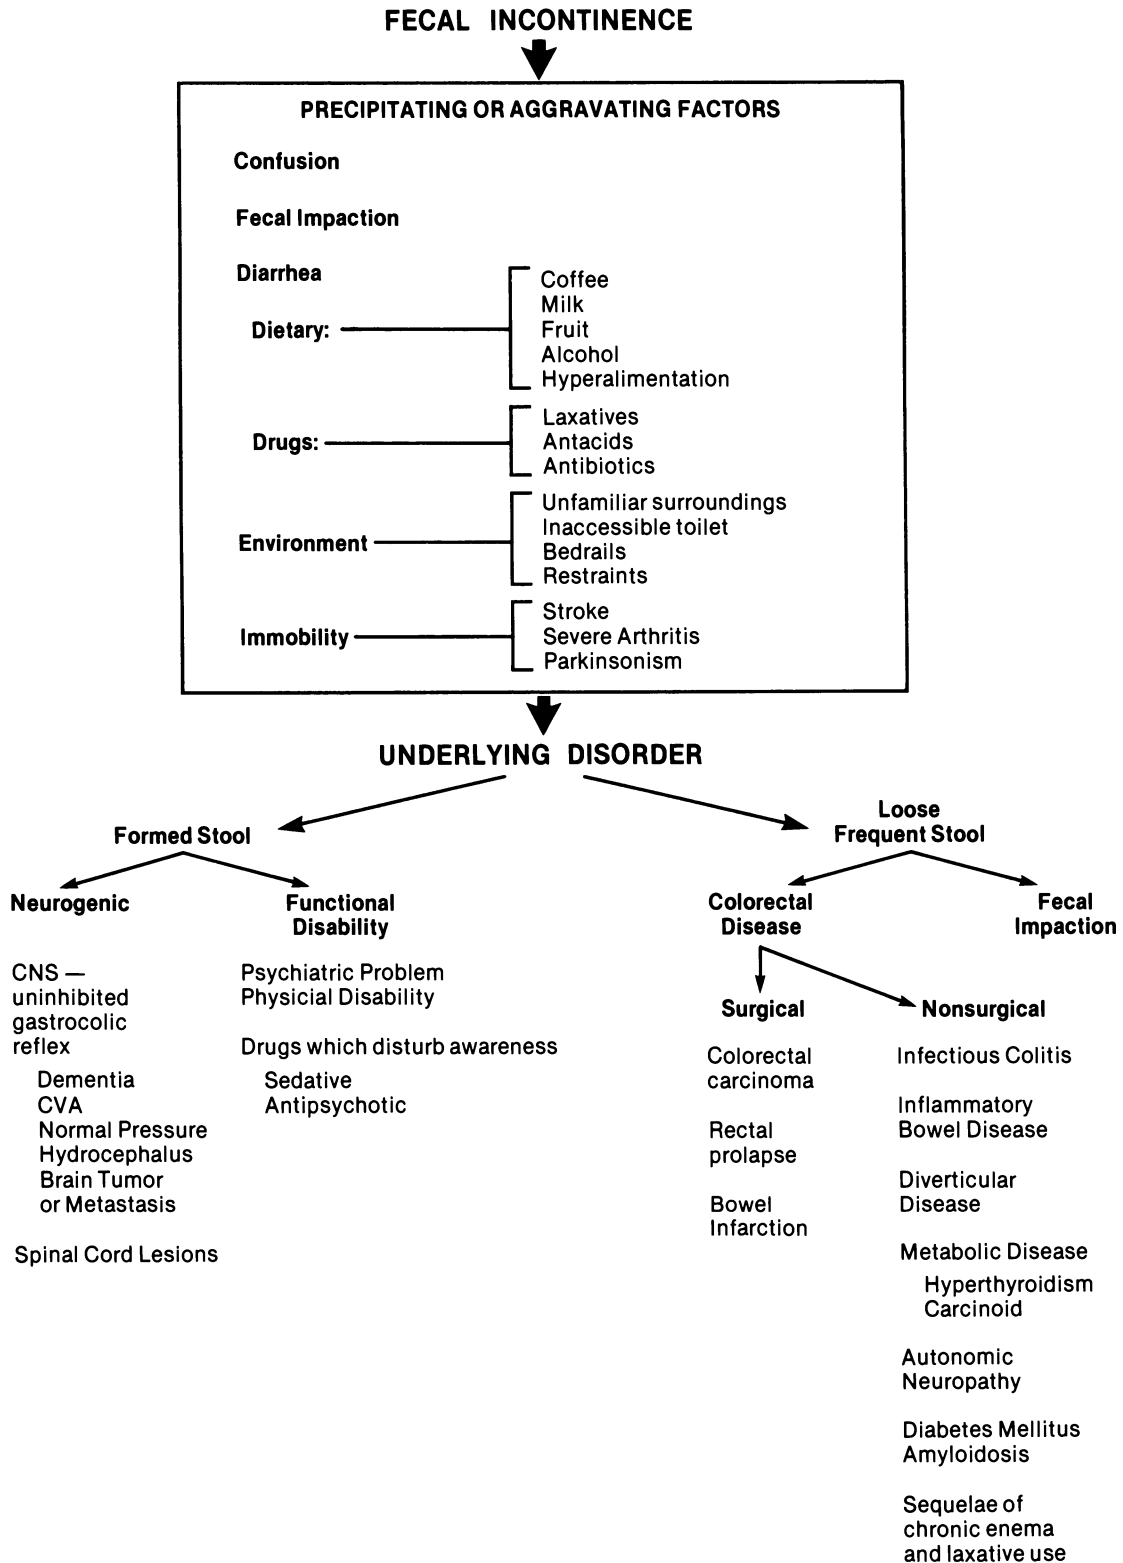 FECAL INCONTINENCE
PRECIPITATING OR AGGRAVATING FACTORS
Confusion
Fecal Impaction
Diarrhea
Dietary:
Coffee
Milk
Fruit
Alcohol
Hyperalimentation
Drugs:
Laxatives
Antacids
Antibiotics
Environment
Unfamiliar surroundings
Inaccessible toilet
Bedrails
Restraints
Immobility
Stroke
Severe Arthritis
Parkinsonism
UNDERLYING DISORDER
Formed Stool
Neurogenic
CNS —
uninhibited
gastrocolic
reflex
Dementia
CVA
Normal Pressure
Hydrocephalus
Brain Tumor
or Metastasis
Spinal Cord Lesions
Functional
Disability
Psychiatric Problem
Physicial Disability
Drugs which disturb awareness
Sedative
Antipsychotic
Loose
Frequent Stool
Colorectal
Disease
Surgical
Colorectal
carcinoma
Rectal
prolapse
Bowel
Infarction
Nonsurgical
Infectious Colitis
Inflammatory
Bowel Disease
Diverticular
Disease
Metabolic Disease
Hyperthyroidism
Carcinoid
Autonomic
Neuropathy
Diabetes Mellitus
Amyloidosis
Sequelae of
chronic enema
and laxative use
Fecal
Impaction